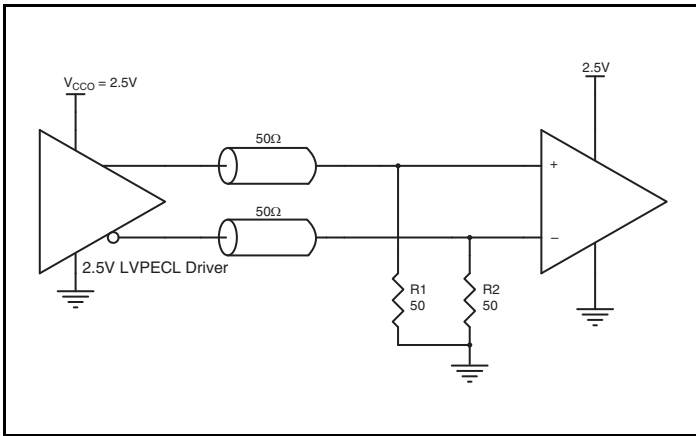 V_CCO = 2.5V
2.5V
50Ω
50Ω
+
–
2.5V LVPECL Driver
R1
50
R2
50